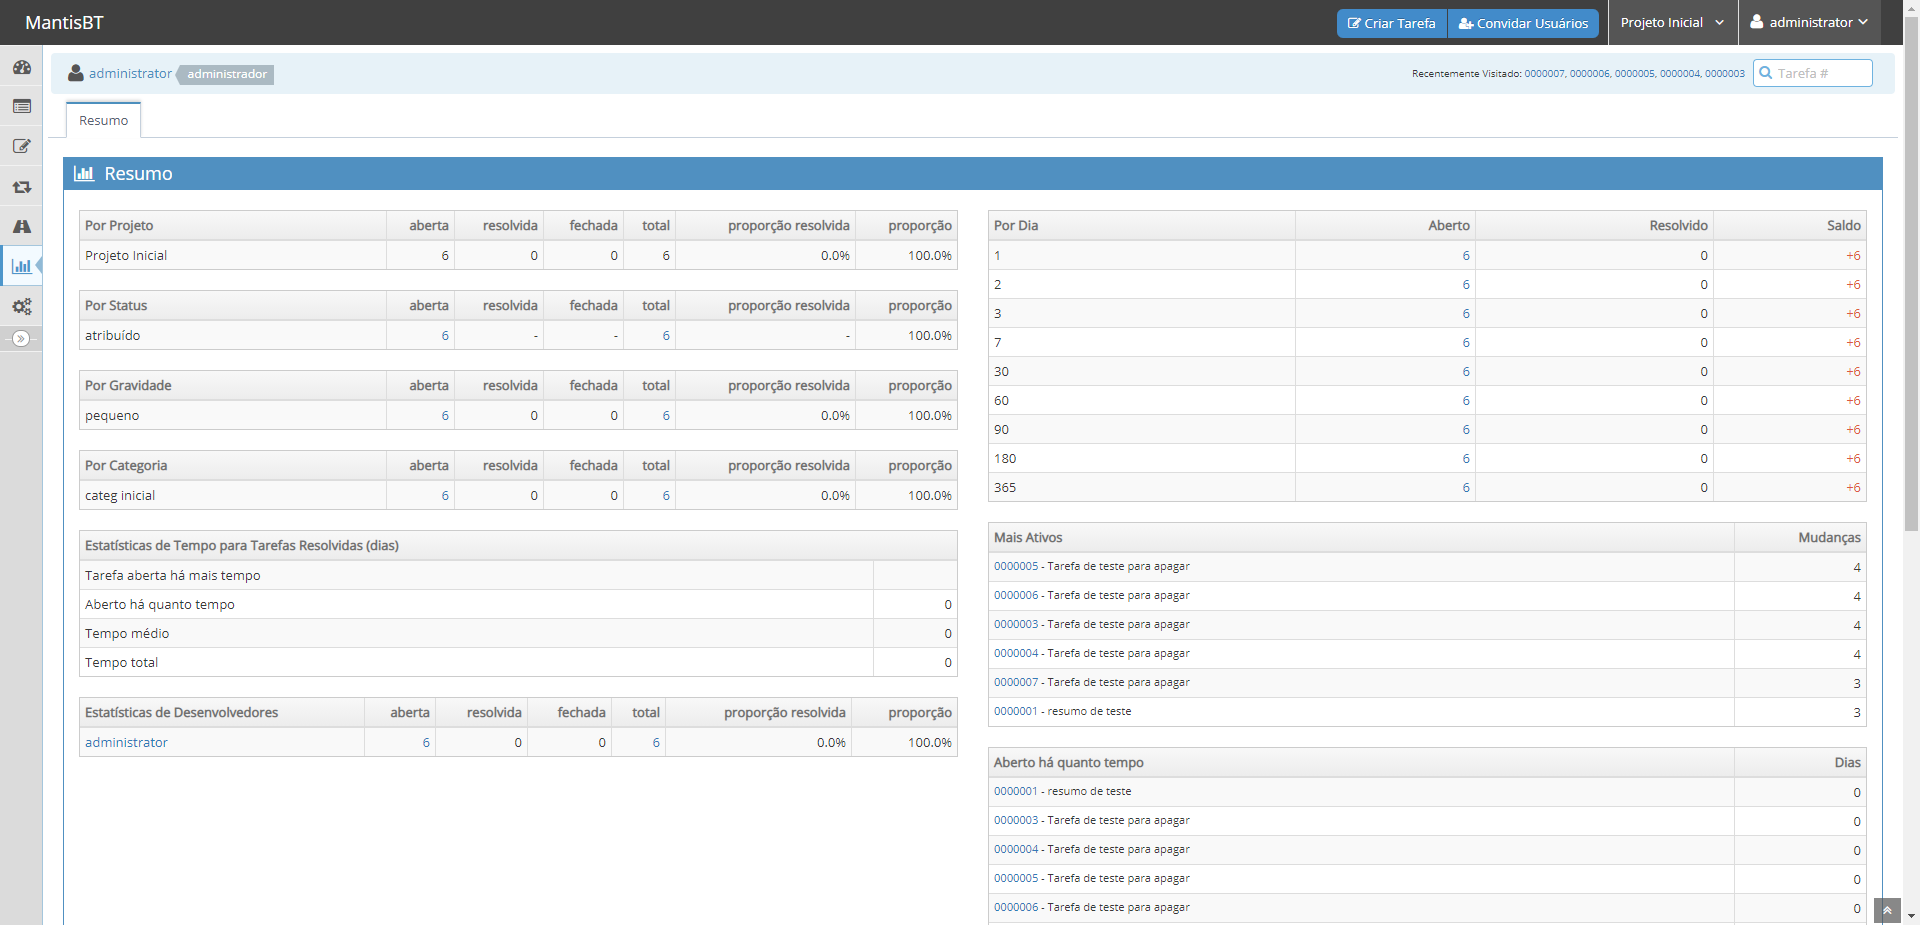 MantisBT
Criar Tarefa
Convidar Usuários
Projeto Inicial
administrator
administrator administrador
Recentemente Visitado: 0000007, 0000006, 0000005, 0000004, 0000003
Tarefa #
Resumo
Resumo
Por Projeto aberta resolvida fechada total proporção resolvida proporção
Projeto Inicial 6 0 0 6 0.0% 100.0%
Por Status aberta resolvida fechada total proporção resolvida proporção
atribuído 6 - - 6 - 100.0%
Por Gravidade aberta resolvida fechada total proporção resolvida proporção
pequeno 6 0 0 6 0.0% 100.0%
Por Categoria aberta resolvida fechada total proporção resolvida proporção
categ inicial 6 0 0 6 0.0% 100.0%
Estatísticas de Tempo para Tarefas Resolvidas (dias)
Tarefa aberta há mais tempo
Aberto há quanto tempo 0
Tempo médio 0
Tempo total 0
Estatísticas de Desenvolvedores aberta resolvida fechada total proporção resolvida proporção
administrator 6 0 0 6 0.0% 100.0%
Por Dia Aberto Resolvido Saldo
1 6 0 +6
2 6 0 +6
3 6 0 +6
7 6 0 +6
30 6 0 +6
60 6 0 +6
90 6 0 +6
180 6 0 +6
365 6 0 +6
Mais Ativos Mudanças
0000005 - Tarefa de teste para apagar 4
0000006 - Tarefa de teste para apagar 4
0000003 - Tarefa de teste para apagar 4
0000004 - Tarefa de teste para apagar 4
0000007 - Tarefa de teste para apagar 3
0000001 - resumo de teste 3
Aberto há quanto tempo Dias
0000001 - resumo de teste 0
0000003 - Tarefa de teste para apagar 0
0000004 - Tarefa de teste para apagar 0
0000005 - Tarefa de teste para apagar 0
0000006 - Tarefa de teste para apagar 0